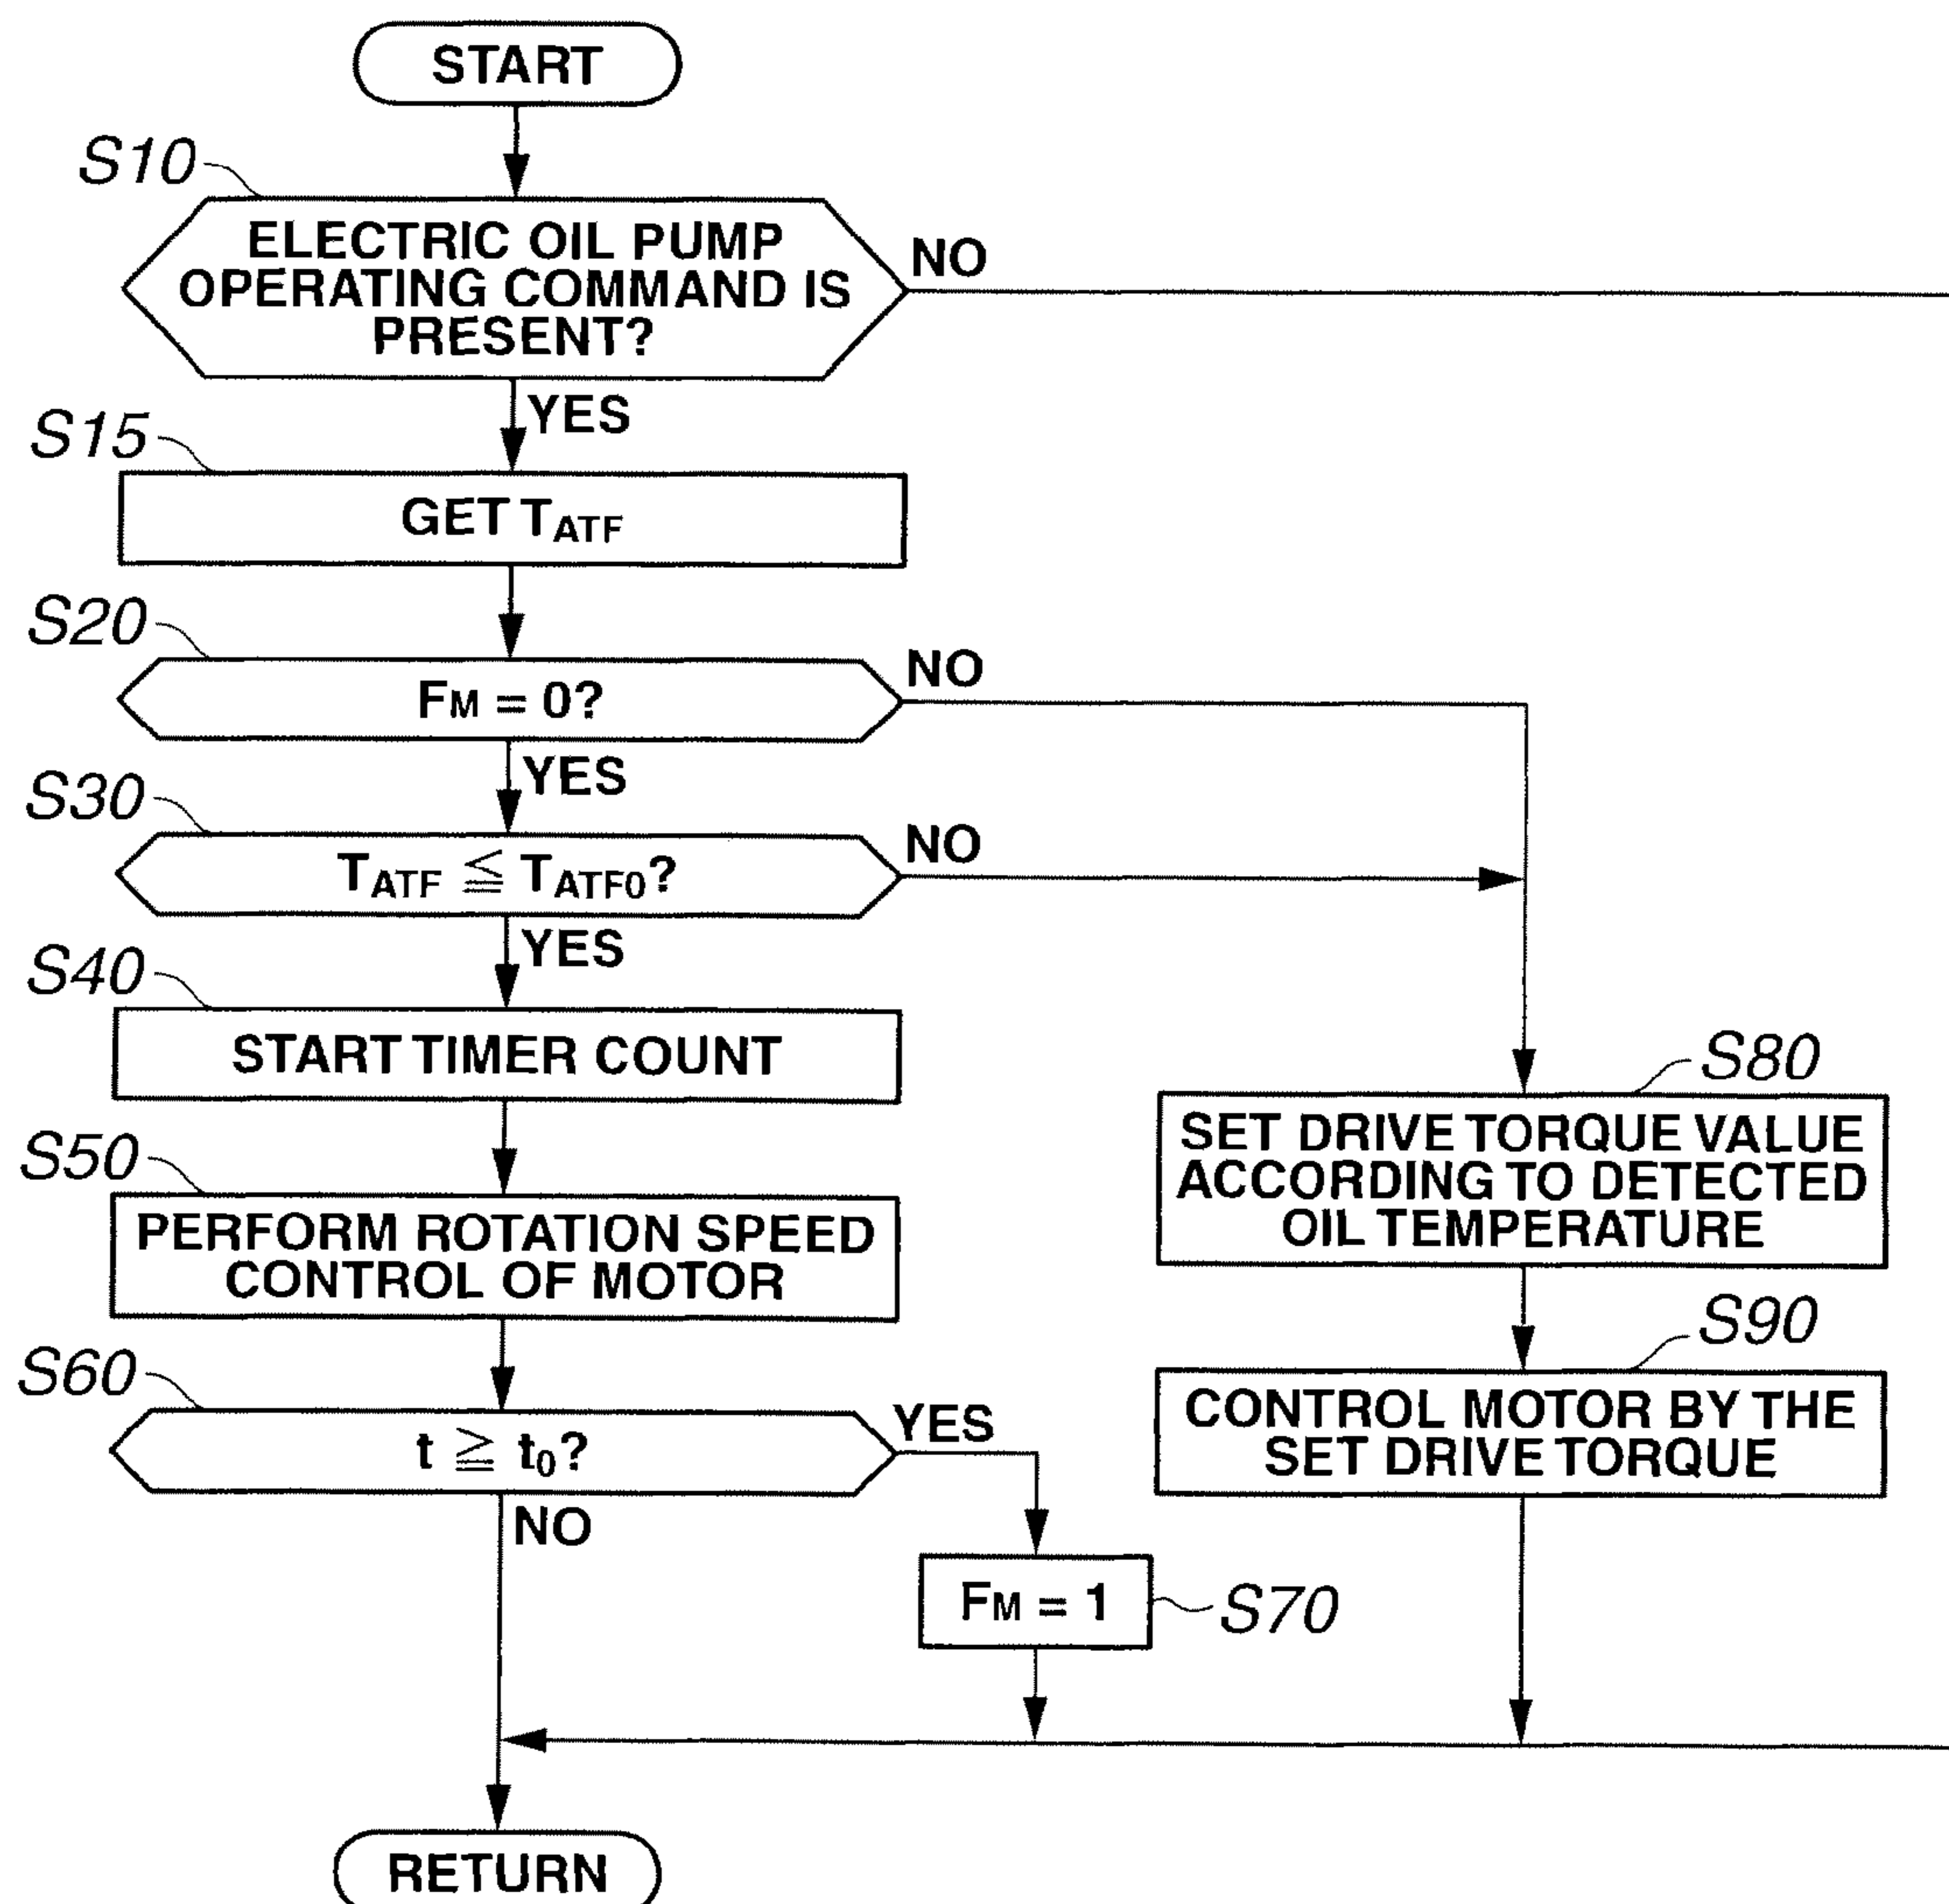 START
S10
ELECTRIC OIL PUMP
OPERATING COMMAND IS
PRESENT?
NO
YES
S15
GET TATF
S20
FM = 0?
NO
YES
S30
TATF ≦ TATF0?
NO
YES
S40
START TIMER COUNT
S50
PERFORM ROTATION SPEED
CONTROL OF MOTOR
S60
t ≧ t0?
YES
NO
FM = 1
S70
S80
SET DRIVE TORQUE VALUE
ACCORDING TO DETECTED
OIL TEMPERATURE
S90
CONTROL MOTOR BY THE
SET DRIVE TORQUE
RETURN